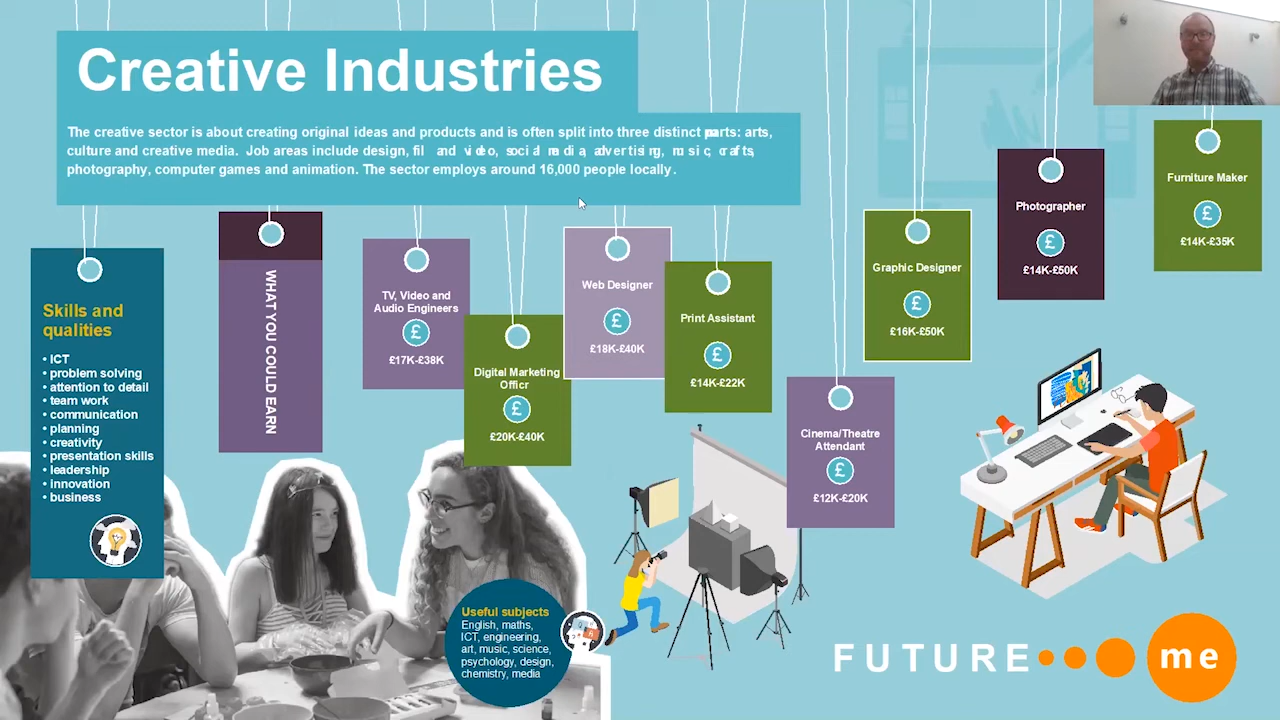 Creative Industries
The creative sector is about creating original ideas and products and is often split into three distinct parts: arts,
culture and creative media. Job areas include design, fil and video, social media, advertising, music, crafts,
photography, computer games and animation. The sector employs around 16,000 people locally.
Skills and
qualities
• ICT
• problem solving
• attention to detail
• team work
• communication
• planning
• creativity
• presentation skills
• leadership
• innovation
• business
WHAT YOU COULD EARN
TV, Video and
Audio Engineers
£
£17K-£38K
Digital Marketing
Officr
£
£20K-£40K
Web Designer
£
£18K-£40K
Print Assistant
£
£14K-£22K
Cinema/Theatre
Attendant
£
£12K-£20K
Graphic Designer
£
£16K-£50K
Photographer
£
£14K-£50K
Furniture Maker
£
£14K-£35K
Useful subjects
English, maths,
ICT, engineering,
art, music, science,
psychology, design,
chemistry, media
FUTURE me